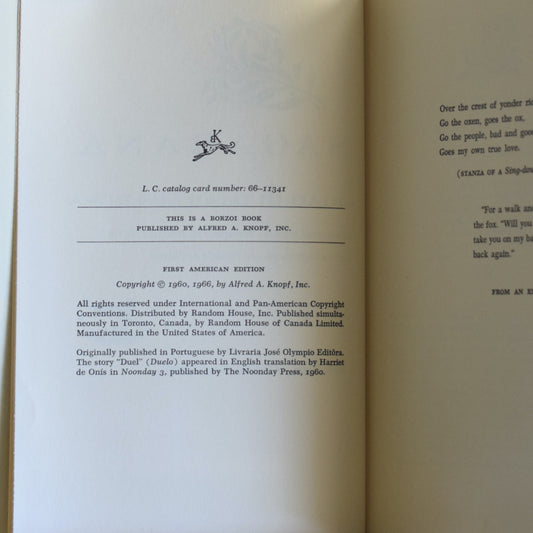 K
L. C. catalog card number: 66–11341
THIS IS A BORZOI BOOK
PUBLISHED BY ALFRED A. KNOPF, INC.
FIRST AMERICAN EDITION
Copyright © 1960, 1966, by Alfred A. Knopf, Inc.
All rights reserved under International and Pan-American Copyright
Conventions. Distributed by Random House, Inc. Published simulta-
neously in Toronto, Canada, by Random House of Canada Limited.
Manufactured in the United States of America.
Originally published in Portuguese by Livraria José Olympio Editôra.
The story "Duel" (Duelo) appeared in English translation by Harriet
de Onis in Noonday 3, published by The Noonday Press, 1960.
Over the crest of yonder
Go the oxen, goes the ox,
Go the people, bad and
Goes my own true love.
(STANZA OF A
"For a walk and
the fox. "Will you
take you on my
back again."
FROM AN